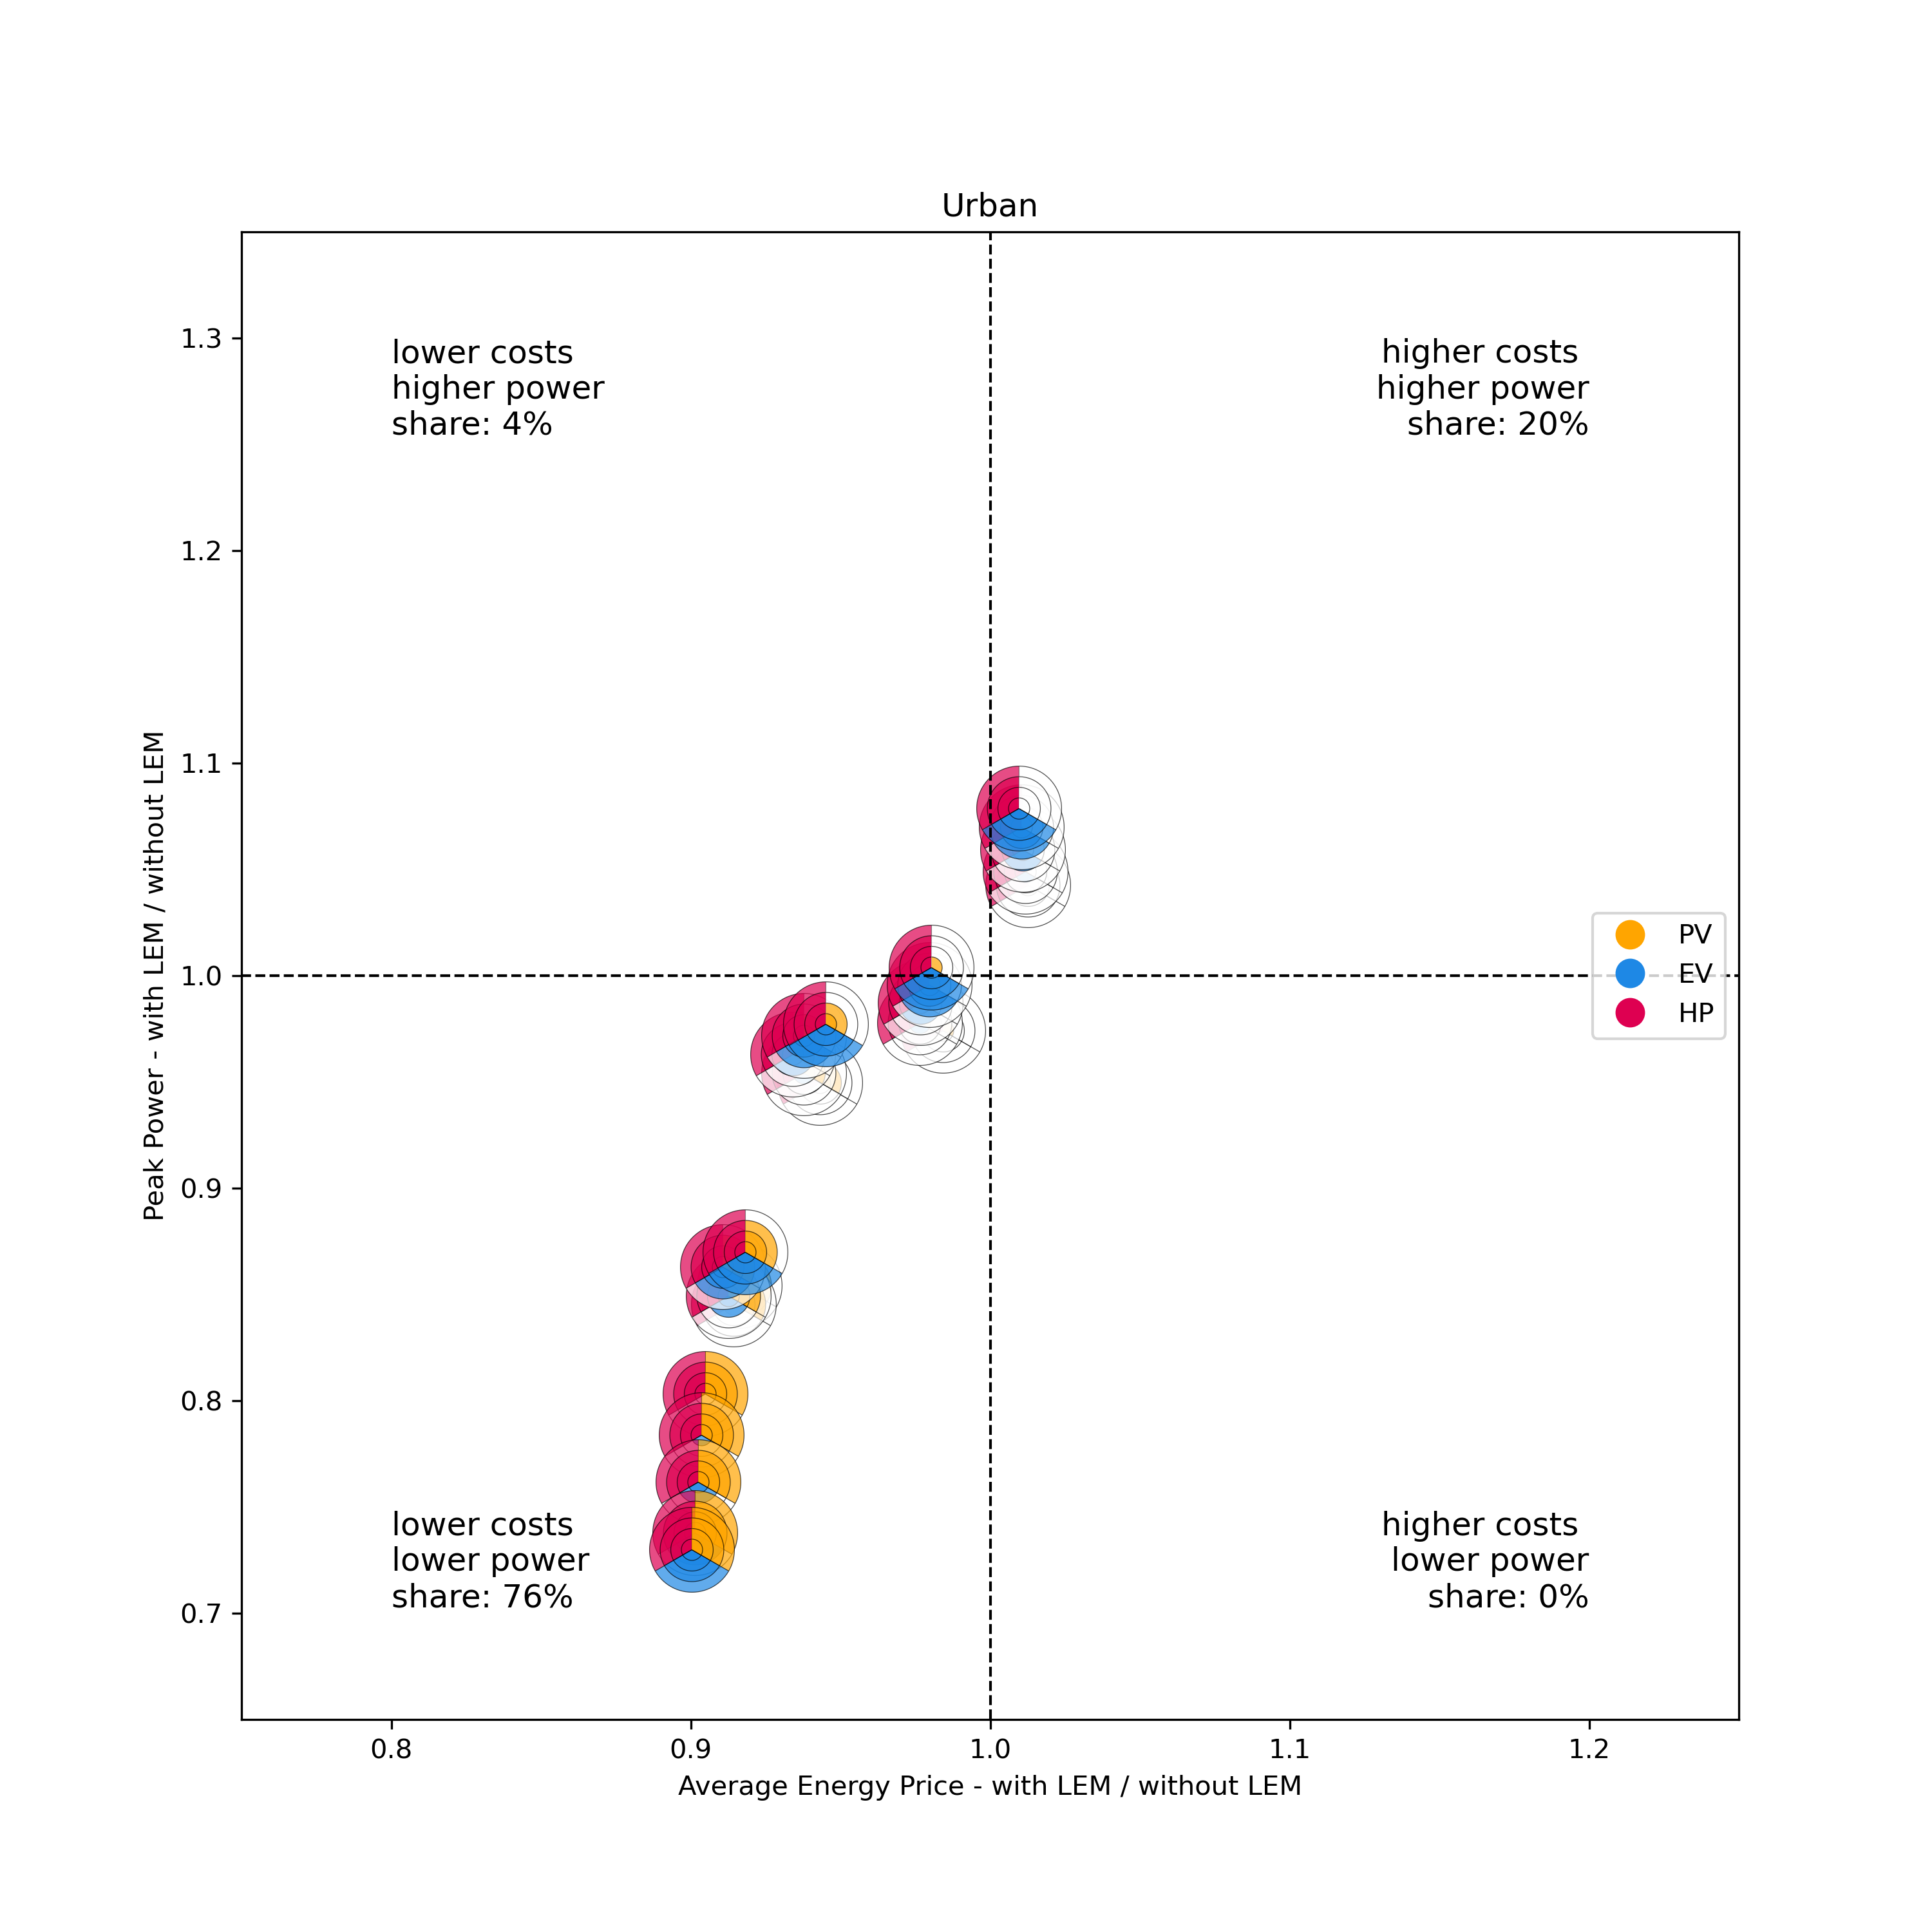 Urban
lower costs
higher power
share: 4%
higher costs
higher power
share: 20%
1.3
1.2
1.1
1.0
0.9
0.8
0.7
Peak Power - with LEM / without LEM
PV
EV
HP
lower costs
lower power
share: 76%
higher costs
lower power
share: 0%
0.8
0.9
1.0
1.1
1.2
Average Energy Price - with LEM / without LEM